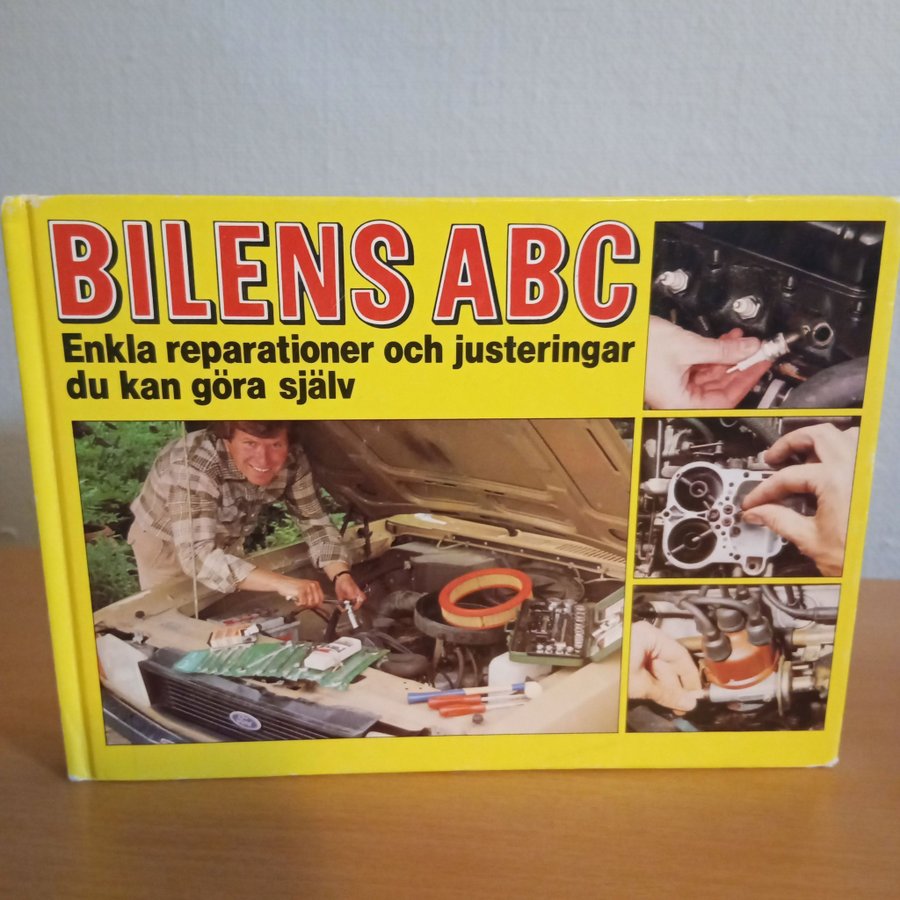 BILENS ABC
Enkla reparationer och justeringar
du kan göra själv